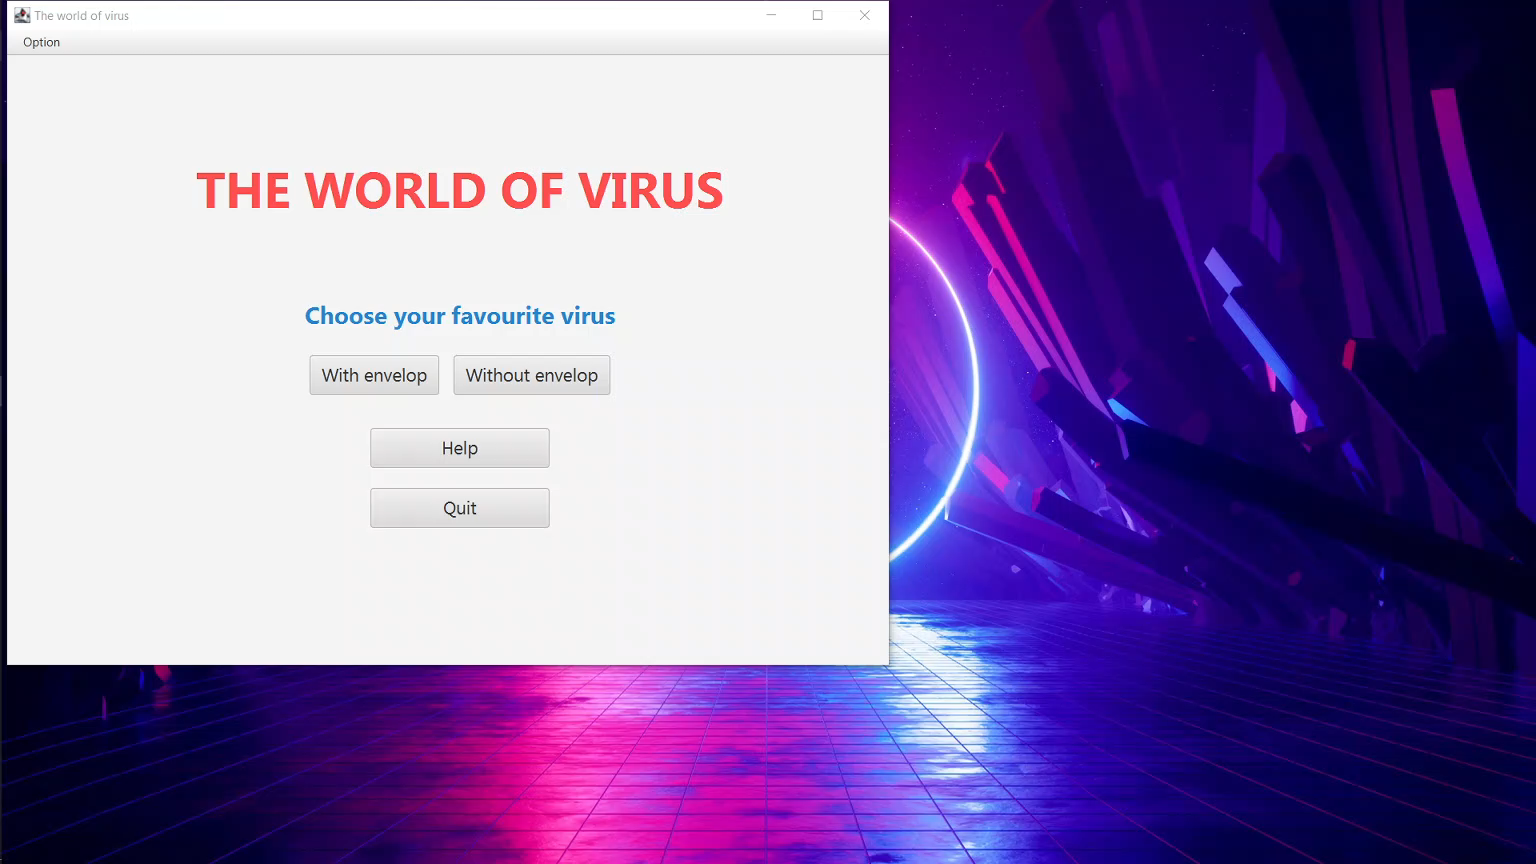 The world of virus
Option
THE WORLD OF VIRUS
Choose your favourite virus
With envelop Without envelop
Help
Quit